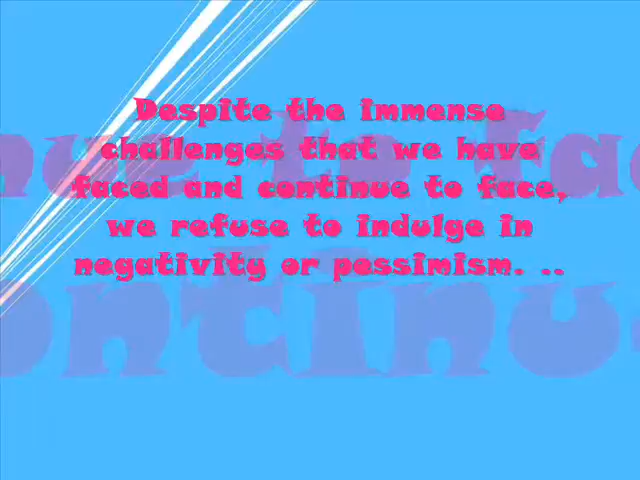 Despite the immense
challenges that we have
faced and continue to face,
we refuse to indulge in
negativity or pessimism. ..